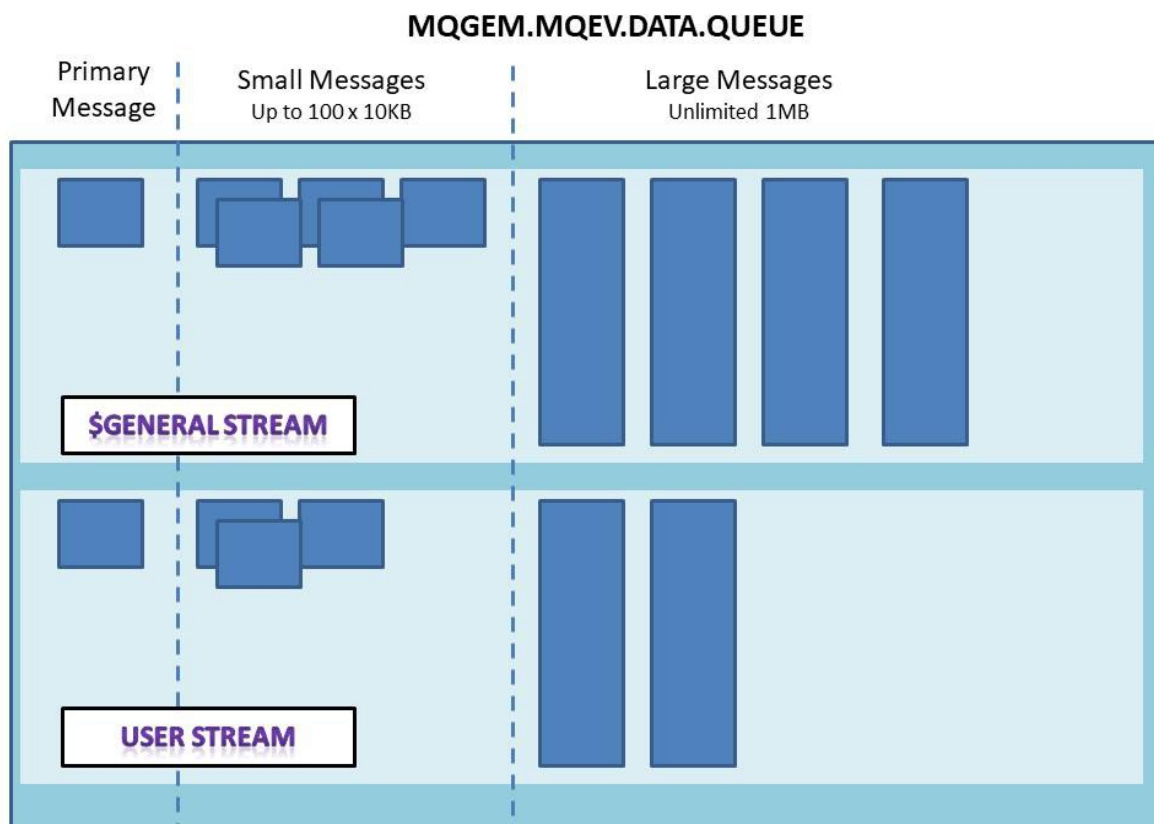 MQGEM.MQEV.DATA.QUEUE
Primary
Message
Small Messages
Up to 100 x 10KB
Large Messages
Unlimited 1MB
$GENERAL STREAM
USER STREAM